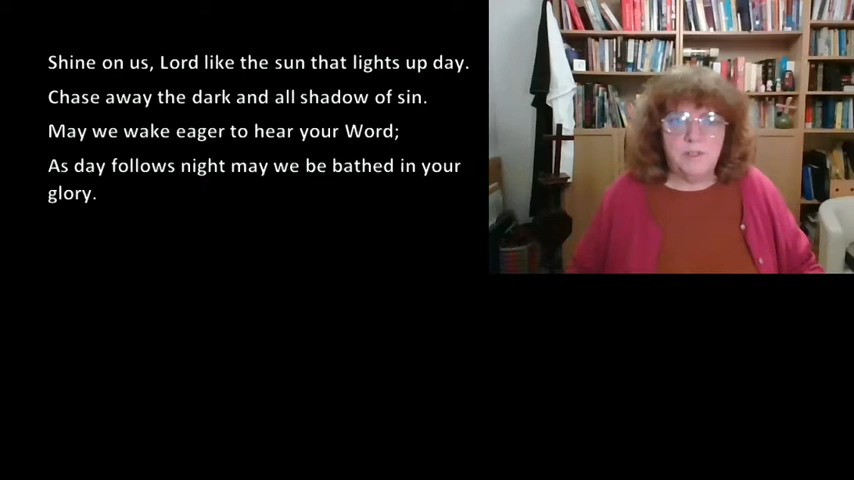 Shine on us, Lord like the sun that lights up day.
Chase away the dark and all shadow of sin.
May we wake eager to hear your Word;
As day follows night may we be bathed in your
glory.